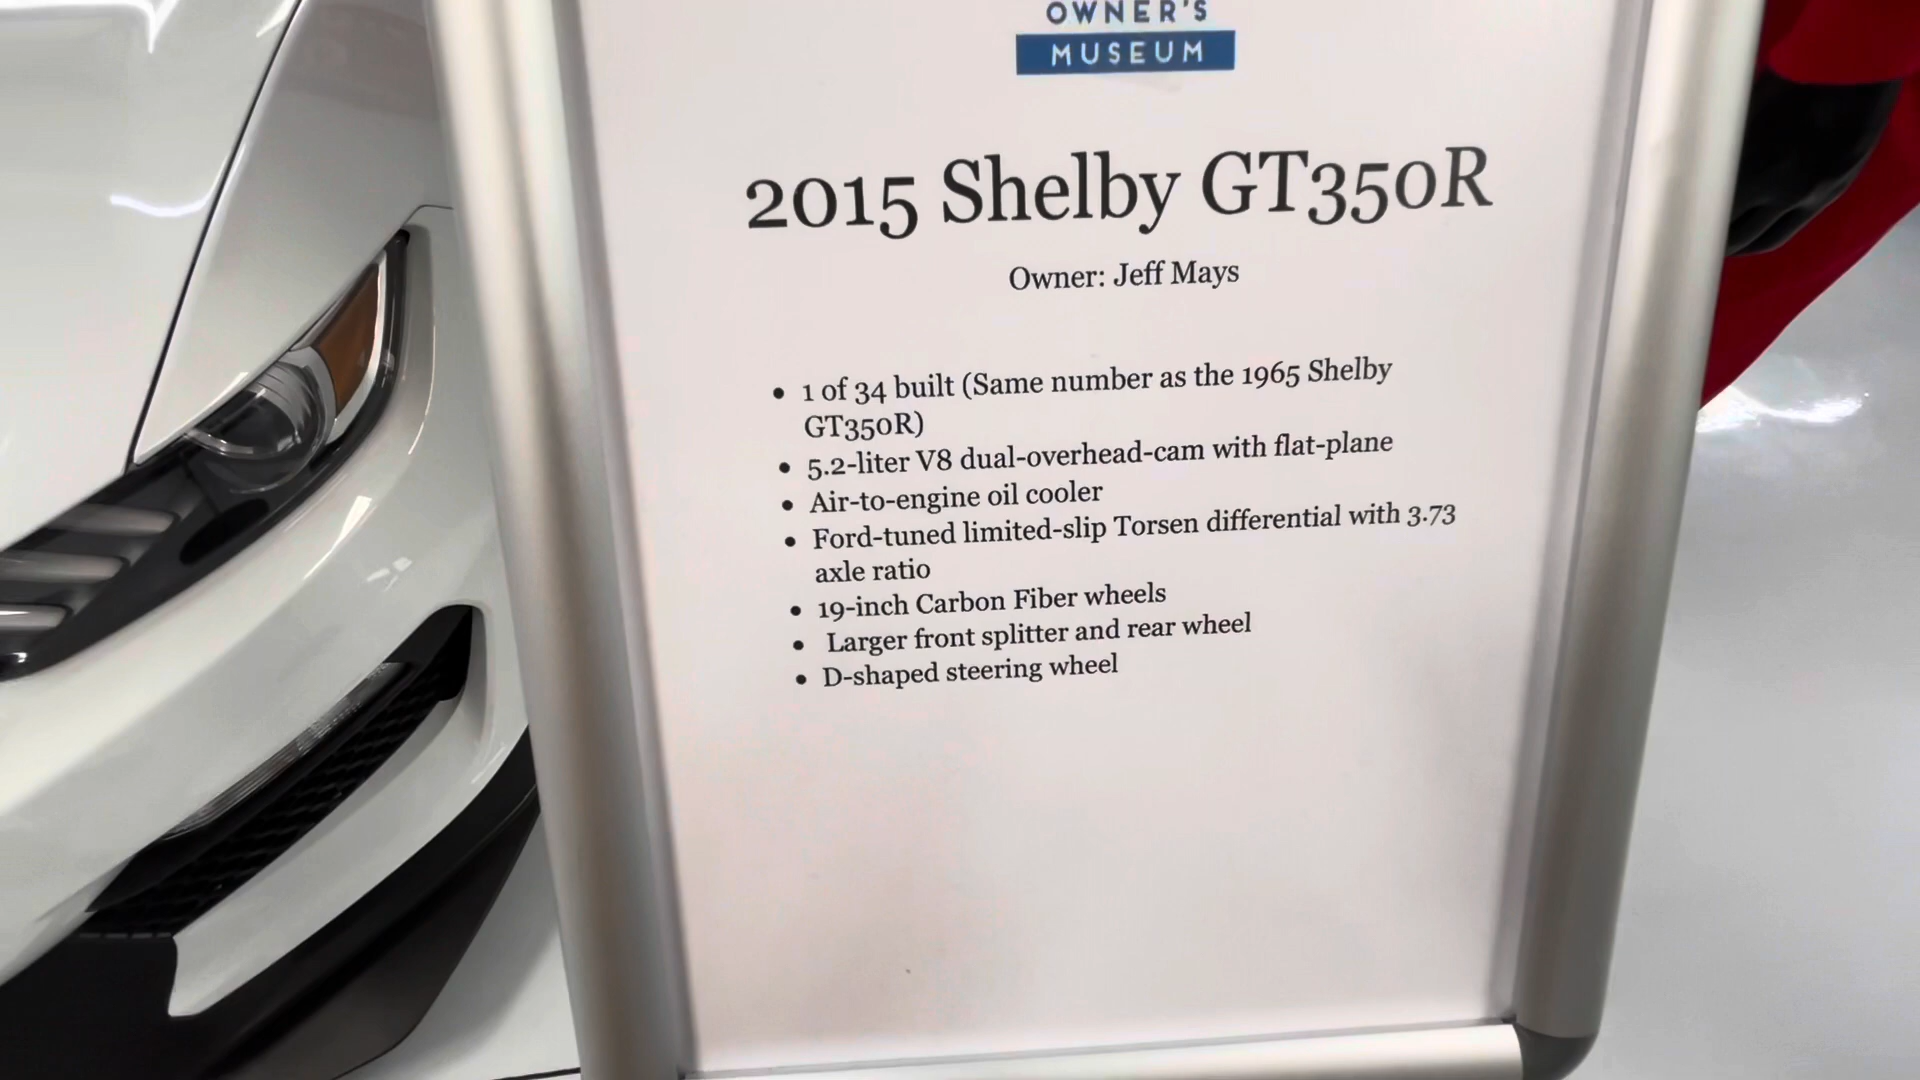 OWNER'S
MUSEUM
2015 Shelby GT350R
Owner: Jeff Mays
• 1 of 34 built (Same number as the 1965 Shelby
GT350R)
• 5.2-liter V8 dual-overhead-cam with flat-plane
• Air-to-engine oil cooler
• Ford-tuned limited-slip Torsen differential with 3.73
axle ratio
• 19-inch Carbon Fiber wheels
• Larger front splitter and rear wheel
• D-shaped steering wheel